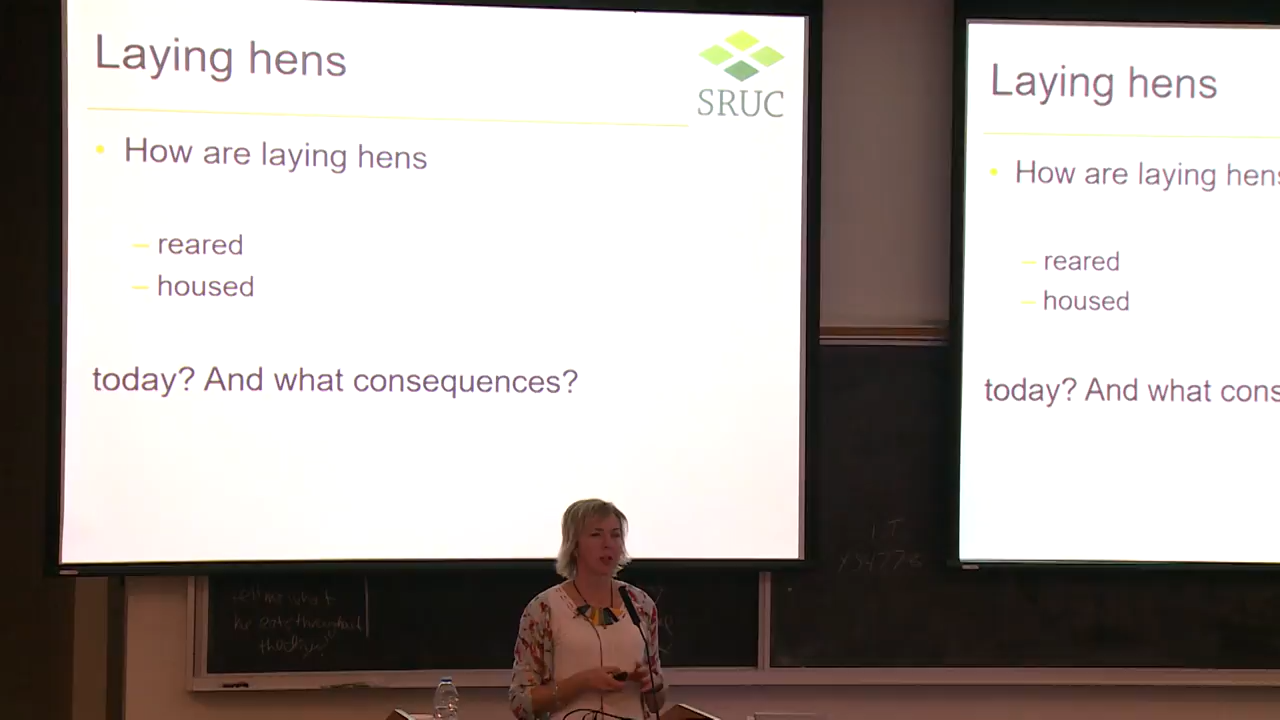 Laying hens
SRUC
• How are laying hens
– reared
– housed
today? And what consequences?
Laying hens
• How are laying hens
– reared
– housed
today? And what cons